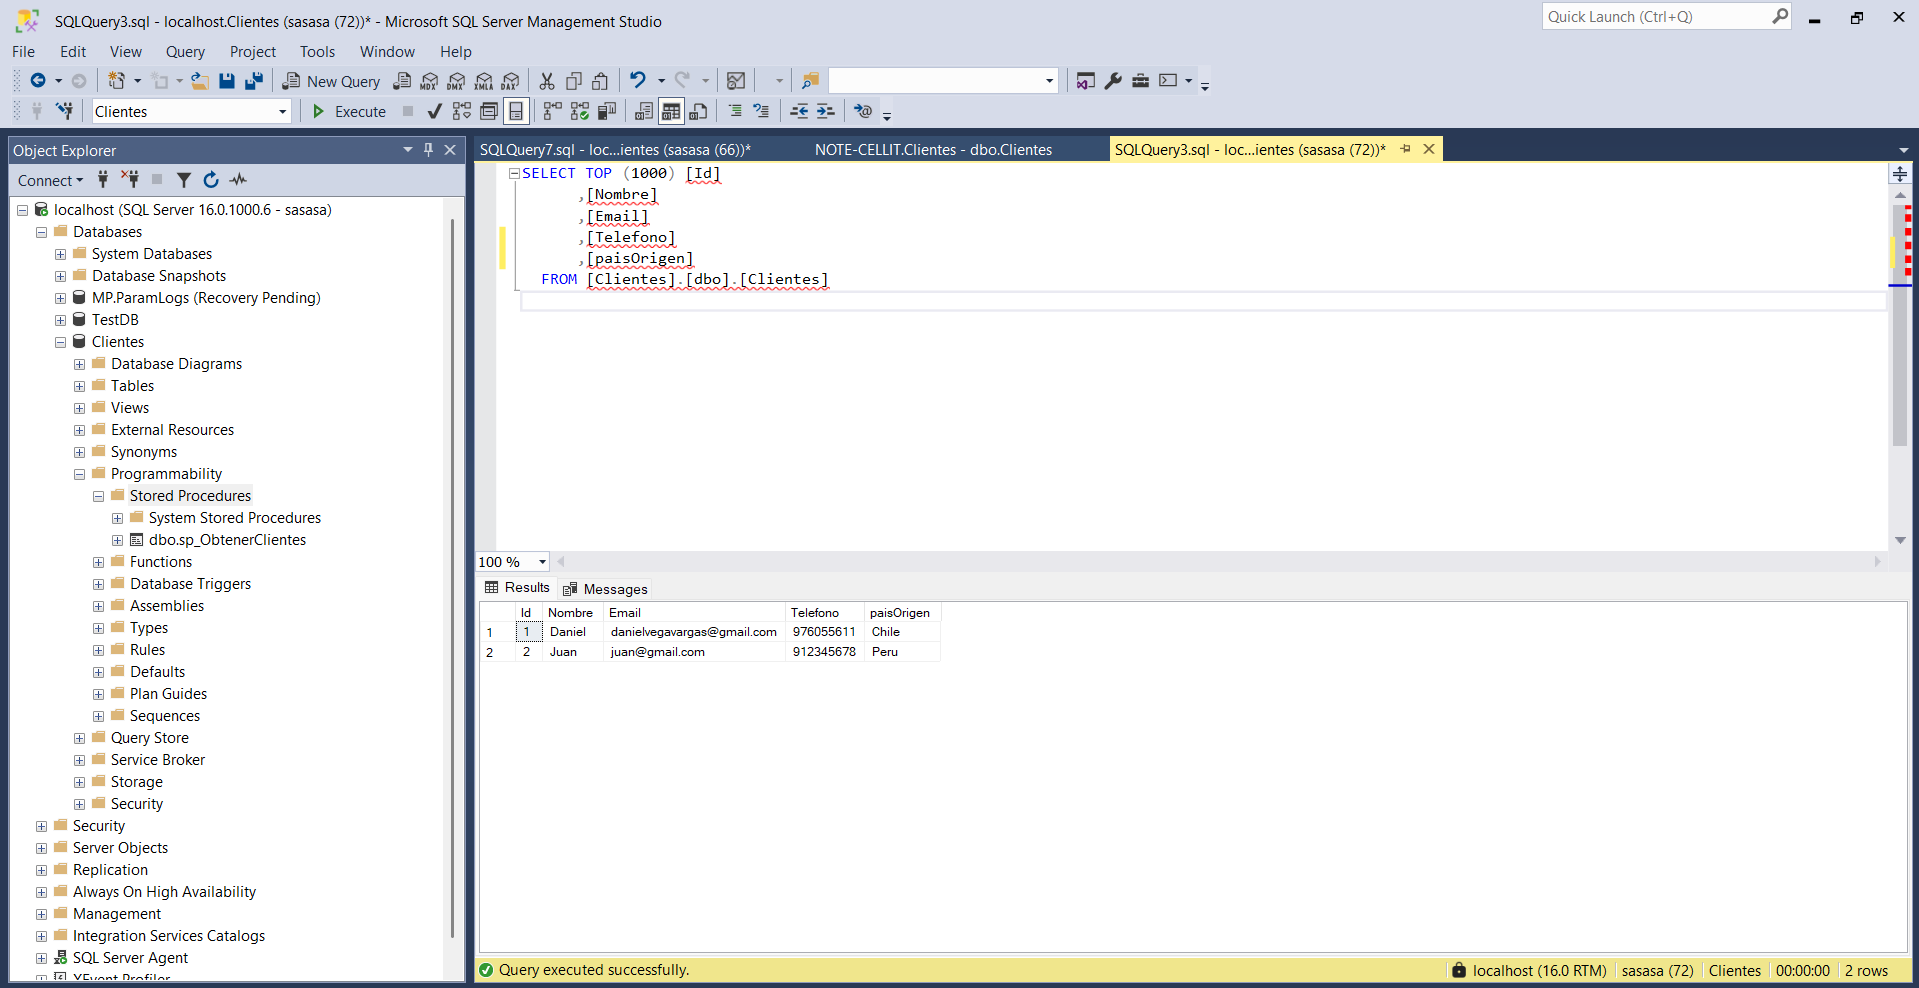 SQLQuery3.sql - localhost.Clientes (sasasa (72))* - Microsoft SQL Server Management Studio
Quick Launch (Ctrl+Q)
File Edit View Query Project Tools Window Help
New Query MDX DMX XMLA DAX
Clientes Execute
Object Explorer
Connect
localhost (SQL Server 16.0.1000.6 - sasasa)
Databases
System Databases
Database Snapshots
MP.ParamLogs (Recovery Pending)
TestDB
Clientes
Database Diagrams
Tables
Views
External Resources
Synonyms
Programmability
Stored Procedures
System Stored Procedures
dbo.sp_ObtenerClientes
Functions
Database Triggers
Assemblies
Types
Rules
Defaults
Plan Guides
Sequences
Query Store
Service Broker
Storage
Security
Security
Server Objects
Replication
Always On High Availability
Management
Integration Services Catalogs
SQL Server Agent
XEvent Profiler
SQLQuery7.sql - loc...ientes (sasasa (66))* NOTE-CELLIT.Clientes - dbo.Clientes SQLQuery3.sql - loc...ientes (sasasa (72))*
SELECT TOP (1000) [Id]
,[Nombre]
,[Email]
,[Telefono]
,[paisOrigen]
FROM [Clientes].[dbo].[Clientes]
100 %
Results Messages
Id Nombre Email Telefono paisOrigen
1 1 Daniel danielvegavargas@gmail.com 976055611 Chile
2 2 Juan juan@gmail.com 912345678 Peru
Query executed successfully. localhost (16.0 RTM) sasasa (72) Clientes 00:00:00 2 rows